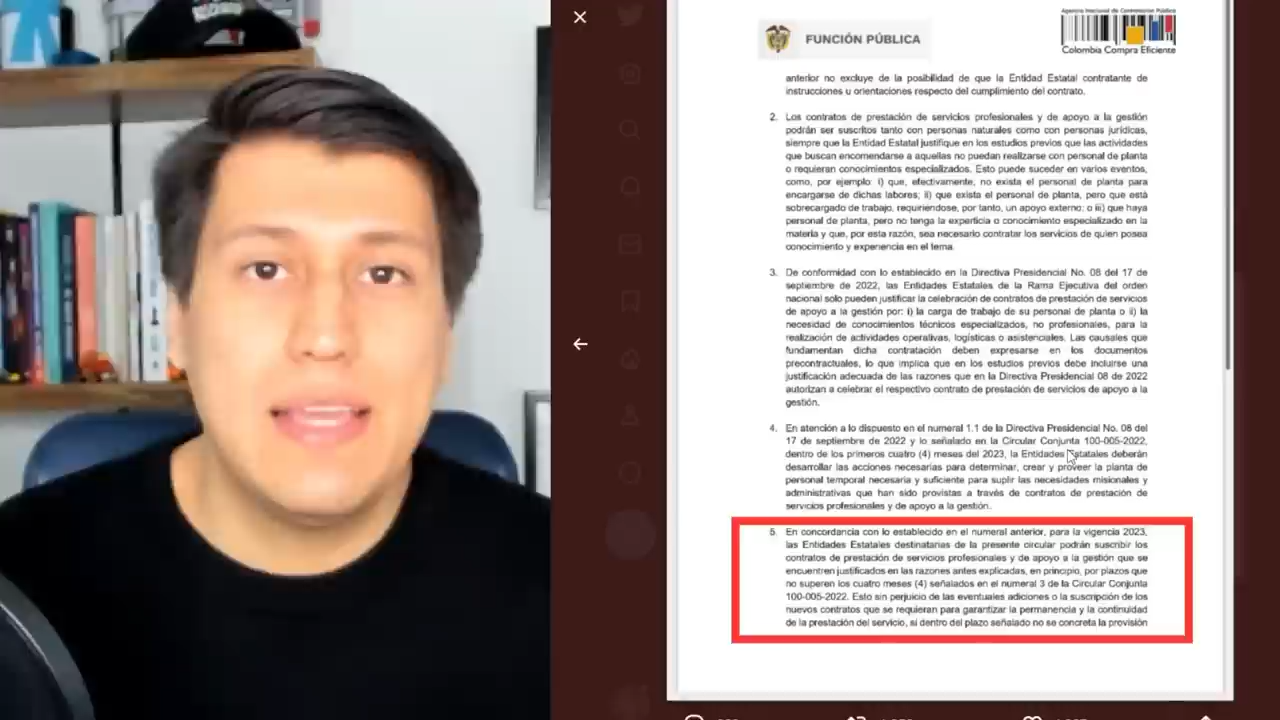 Agencia Nacional de Contratación Pública
FUNCIÓN PÚBLICA
Colombia Compra Eficiente
anterior no excluye de la posibilidad de que la Entidad Estatal contratante de
instrucciones u orientaciones respecto del cumplimiento del contrato.
2. Los contratos de prestación de servicios profesionales y de apoyo a la gestión
podrán ser suscritos tanto con personas naturales como con personas jurídicas,
siempre que la Entidad Estatal justifique en los estudios previos que las actividades
que buscan encomendarse a aquellas no puedan realizarse con personal de planta
o requieran conocimientos especializados. Esto puede suceder en varios eventos,
como, por ejemplo: i) que, efectivamente, no exista el personal de planta para
encargarse de dichas labores; ii) que exista el personal de planta, pero que está
sobrecargado de trabajo, requiriéndose, por tanto, un apoyo externo; o iii) que haya
personal de planta, pero no tenga la experticia o conocimiento especializado en la
materia y que, por esta razón, sea necesario contratar los servicios de quien posea
conocimiento y experiencia en el tema.
3. De conformidad con lo establecido en la Directiva Presidencial No. 08 del 17 de
septiembre de 2022, las Entidades Estatales de la Rama Ejecutiva del orden
nacional solo pueden justificar la celebración de contratos de prestación de servicios
de apoyo a la gestión por: i) la carga de trabajo de su personal de planta o ii) la
necesidad de conocimientos técnicos especializados, no profesionales, para la
realización de actividades operativas, logísticas o asistenciales. Las causales que
fundamentan dicha contratación deben expresarse en los documentos
precontractuales, lo que implica que en los estudios previos debe incluirse una
justificación adecuada de las razones que en la Directiva Presidencial 08 de 2022
autorizan a celebrar el respectivo contrato de prestación de servicios de apoyo a la
gestión.
4. En atención a lo dispuesto en el numeral 1.1 de la Directiva Presidencial No. 08 del
17 de septiembre de 2022 y lo señalado en la Circular Conjunta 100-005-2022,
dentro de los primeros cuatro (4) meses del 2023, la Entidades Estatales deberán
desarrollar las acciones necesarias para determinar, crear y proveer la planta de
personal temporal necesaria y suficiente para suplir las necesidades misionales y
administrativas que han sido provistas a través de contratos de prestación de
servicios profesionales y de apoyo a la gestión.
5. En concordancia con lo establecido en el numeral anterior, para la vigencia 2023,
las Entidades Estatales destinatarias de la presente circular podrán suscribir los
contratos de prestación de servicios profesionales y de apoyo a la gestión que se
encuentren justificados en las razones antes explicadas, en principio, por plazos que
no superen los cuatro meses (4) señalados en el numeral 3 de la Circular Conjunta
100-005-2022. Esto sin perjuicio de las eventuales adiciones o la suscripción de los
nuevos contratos que se requieran para garantizar la permanencia y la continuidad
de la prestación del servicio, si dentro del plazo señalado no se concreta la provisión